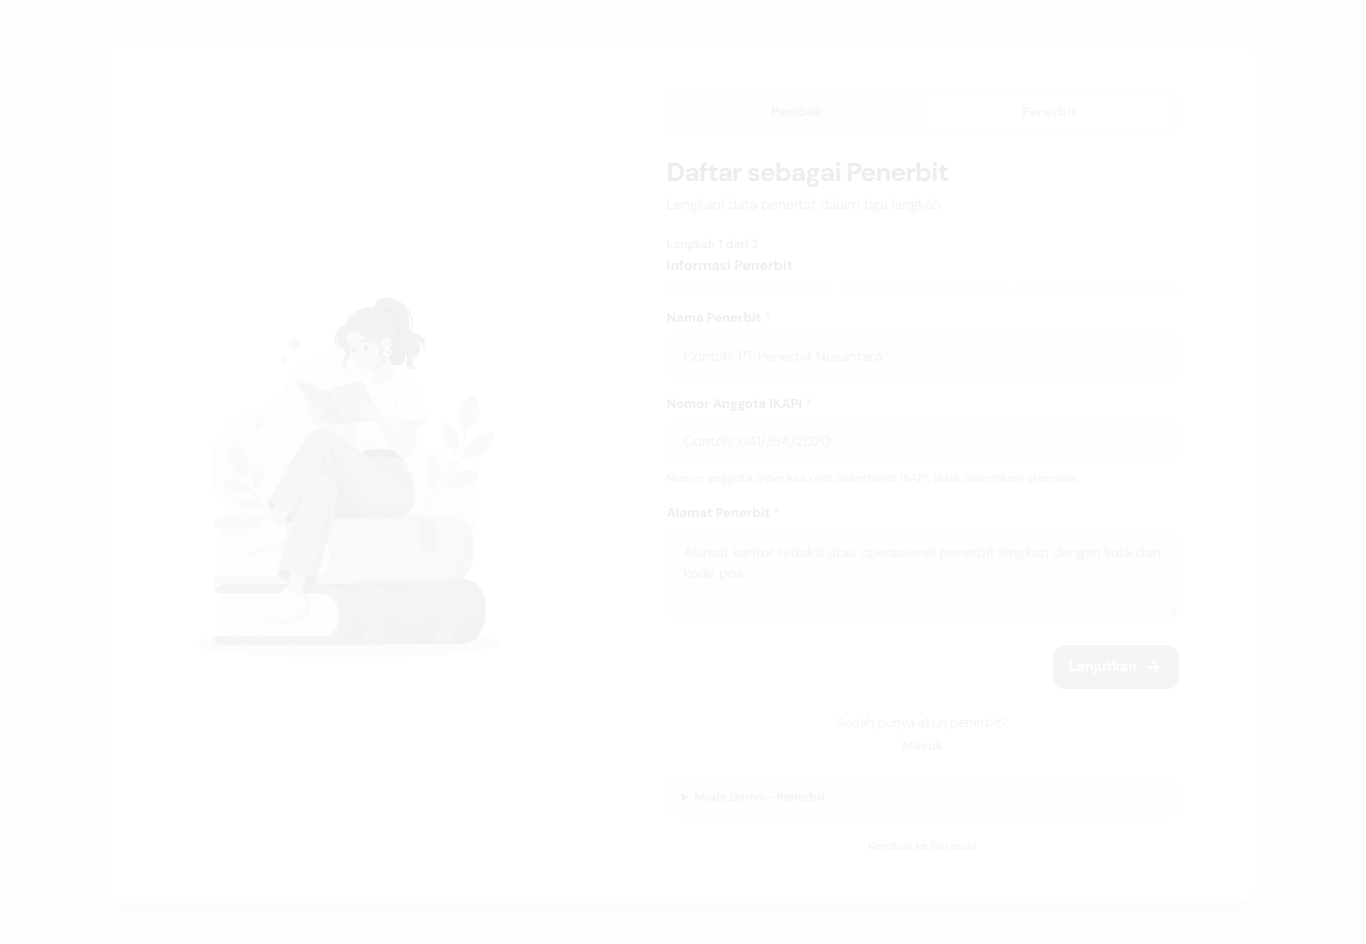 Pembeli
Penerbit
Daftar sebagai Penerbit
Lengkapi data penerbit dalam tiga langkah.
Langkah 1 dari 3
Informasi Penerbit
Nama Penerbit *
Contoh: PT Penerbit Nusantara
Nomor Anggota IKAPI *
Contoh: 041/JBA/2020
Nomor anggota diperiksa oleh Sekretariat IKAPI, tidak diverifikasi otomatis.
Alamat Penerbit *
Alamat kantor redaksi atau operasional penerbit lengkap dengan kota dan
kode pos
Lanjutkan →
Sudah punya akun penerbit?
Masuk
▶ Mode Demo - Penerbit
Kembali ke Beranda